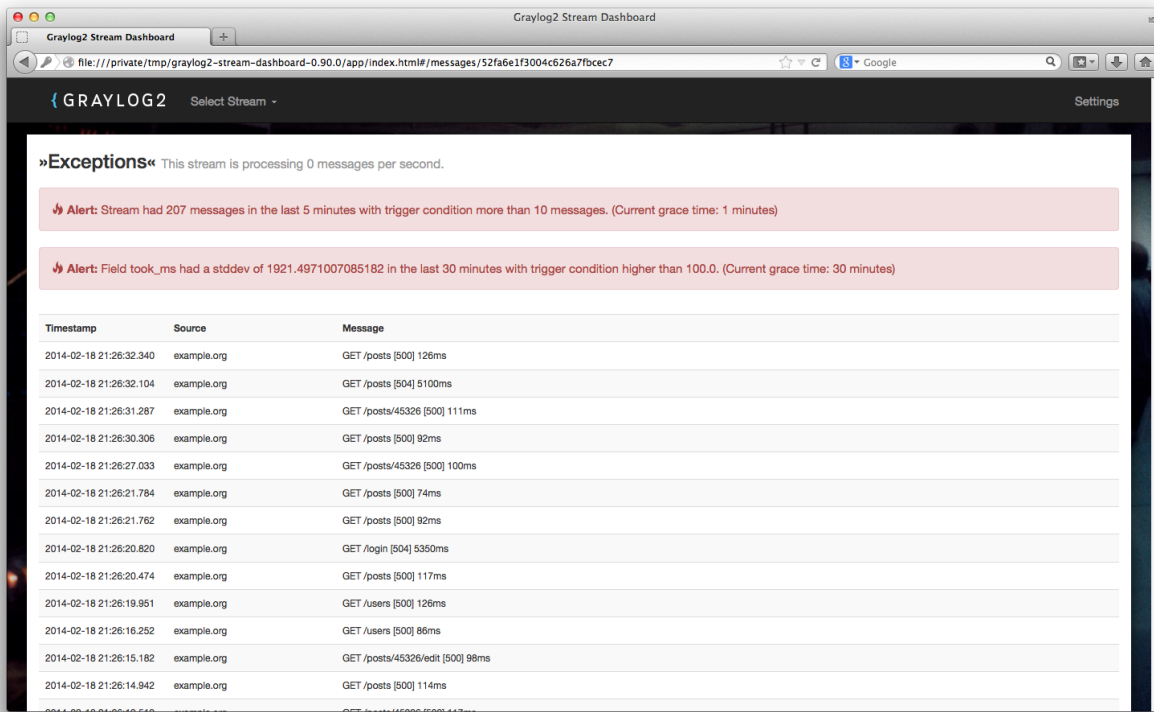 Graylog2 Stream Dashboard
Graylog2 Stream Dashboard
file:///private/tmp/graylog2-stream-dashboard-0.90.0/app/index.html#/messages/52fa6e1f3004c626a7fbcec7
Google
{GRAYLOG2 Select Stream Settings
»Exceptions« This stream is processing 0 messages per second.
Alert: Stream had 207 messages in the last 5 minutes with trigger condition more than 10 messages. (Current grace time: 1 minutes)
Alert: Field took_ms had a stddev of 1921.4971007085182 in the last 30 minutes with trigger condition higher than 100.0. (Current grace time: 30 minutes)
Timestamp Source Message
2014-02-18 21:26:32.340 example.org GET /posts [500] 126ms
2014-02-18 21:26:32.104 example.org GET /posts [504] 5100ms
2014-02-18 21:26:31.287 example.org GET /posts/45326 [500] 111ms
2014-02-18 21:26:30.306 example.org GET /posts [500] 92ms
2014-02-18 21:26:27.033 example.org GET /posts/45326 [500] 100ms
2014-02-18 21:26:21.784 example.org GET /posts [500] 74ms
2014-02-18 21:26:21.762 example.org GET /posts [500] 92ms
2014-02-18 21:26:20.820 example.org GET /login [504] 5350ms
2014-02-18 21:26:20.474 example.org GET /posts [500] 117ms
2014-02-18 21:26:19.951 example.org GET /users [500] 126ms
2014-02-18 21:26:16.252 example.org GET /users [500] 86ms
2014-02-18 21:26:15.182 example.org GET /posts/45326/edit [500] 98ms
2014-02-18 21:26:14.942 example.org GET /posts [500] 114ms